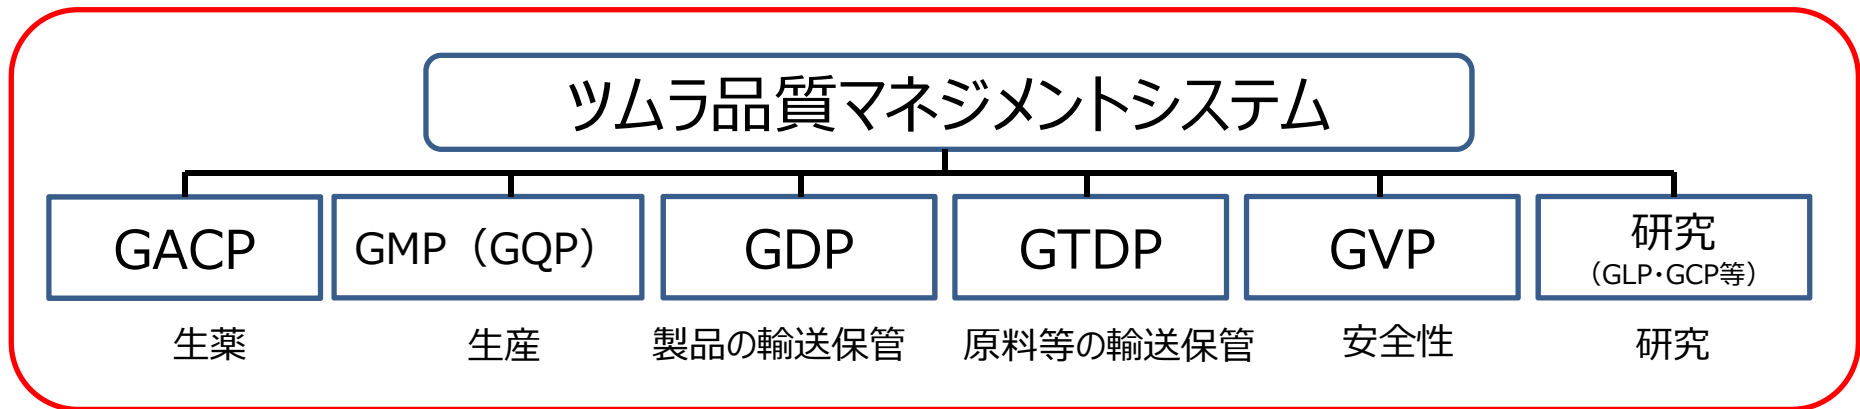 ツムラ品質マネジメントシステム
GACP
GMP（GQP）
GDP
GTDP
GVP
研究
（GLP・GCP等）
生薬
生産
製品の輸送保管
原料等の輸送保管
安全性
研究